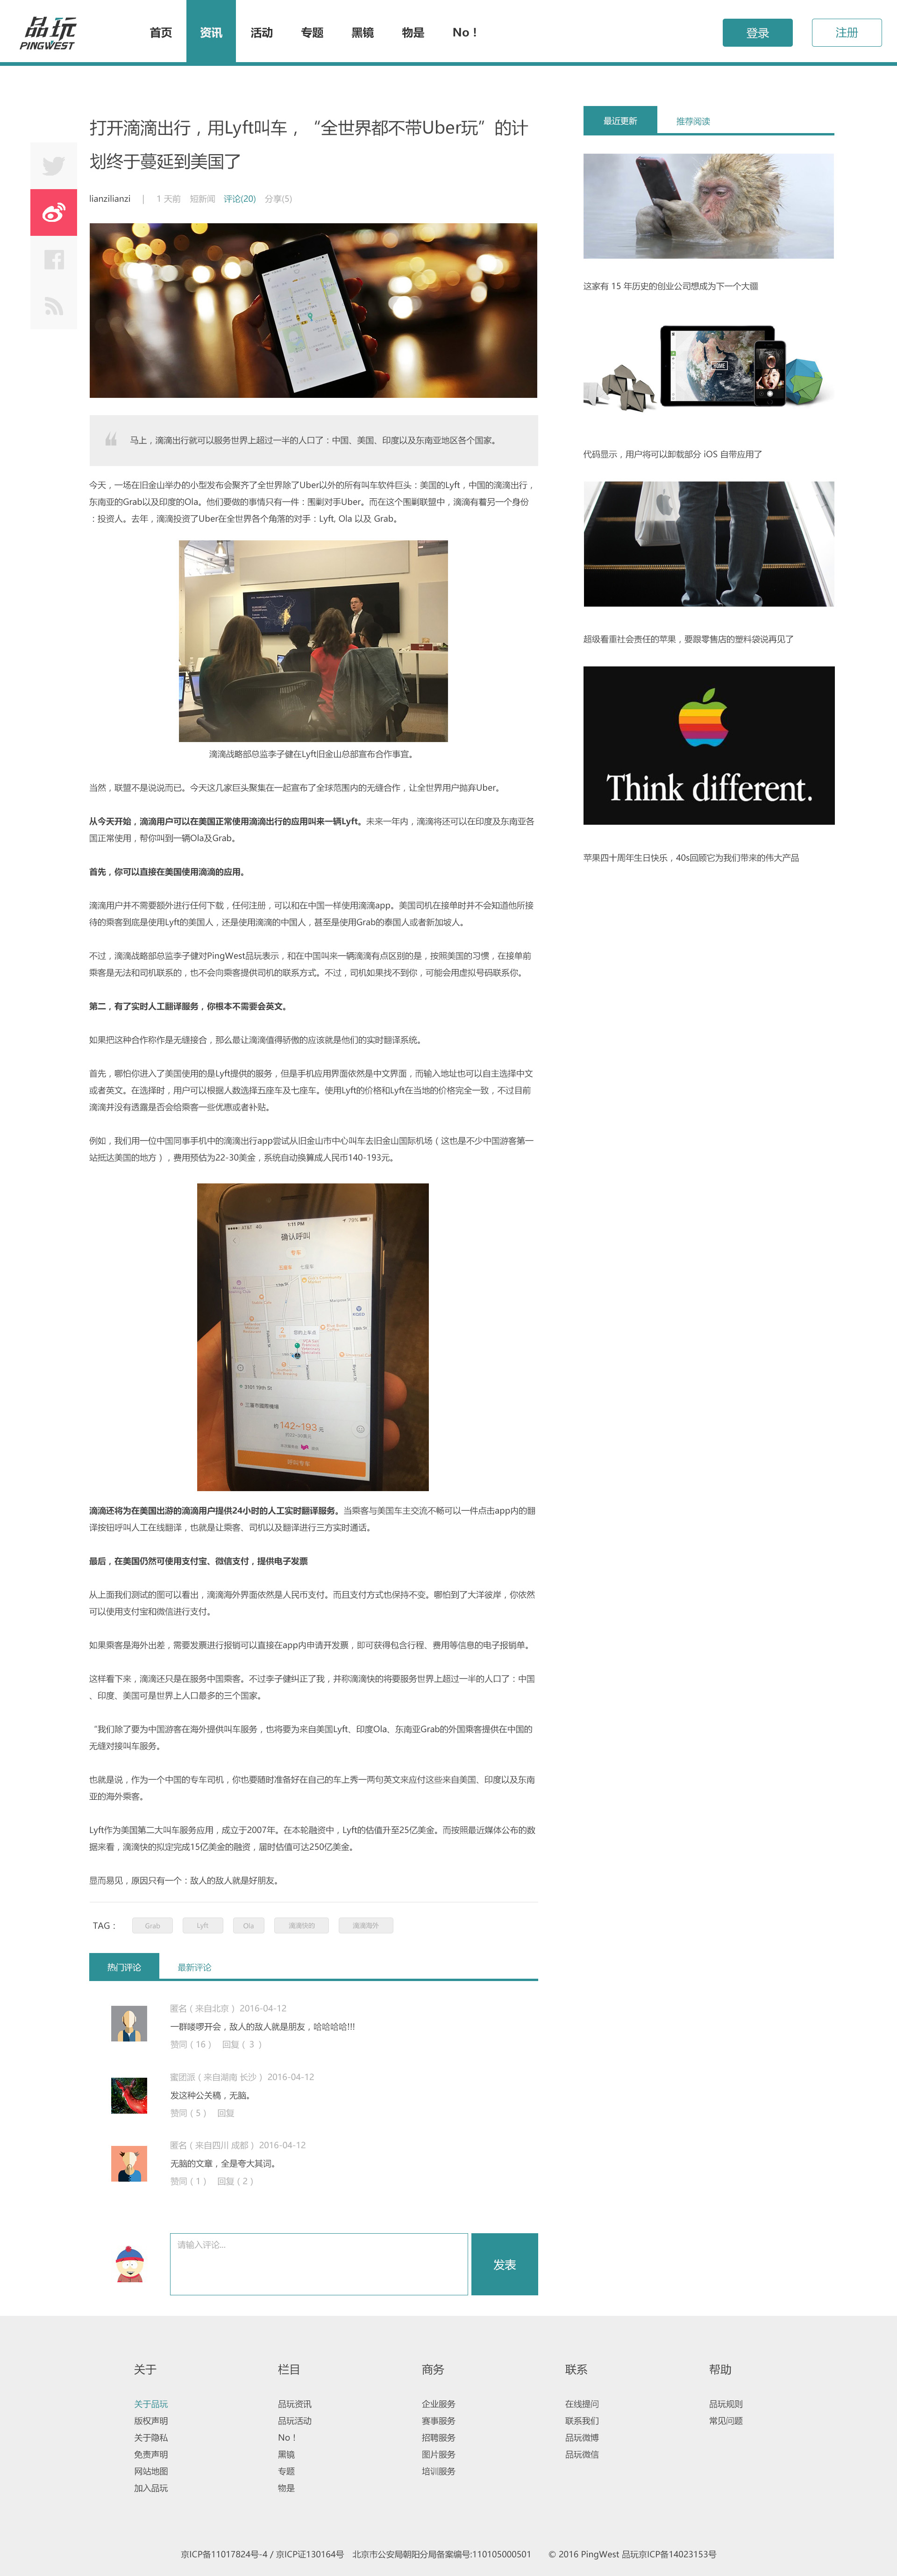 品玩
PINGWEST
首页 资讯 活动 专题 黑镜 物是 No！
登录 注册
打开滴滴出行，用Lyft叫车，“全世界都不带Uber玩”的计
划终于蔓延到美国了
lianzilianzi | 1 天前 短新闻 评论(20) 分享(5)
马上，滴滴出行就可以服务世界上超过一半的人口了：中国、美国、印度以及东南亚地区各个国家。
今天，一场在旧金山举办的小型发布会聚齐了全世界除了Uber以外的所有叫车软件巨头：美国的Lyft，中国的滴滴出行，
东南亚的Grab以及印度的Ola。他们要做的事情只有一件：围剿对手Uber。而在这个围剿联盟中，滴滴有着另一个身份
：投资人。去年，滴滴投资了Uber在全世界各个角落的对手：Lyft, Ola 以及 Grab。
滴滴战略部总监李子健在Lyft旧金山总部宣布合作事宜。
当然，联盟不是说说而已。今天这几家巨头聚集在一起宣布了全球范围内的无缝合作，让全世界用户抛弃Uber。
从今天开始，滴滴用户可以在美国正常使用滴滴出行的应用叫来一辆Lyft。未来一年内，滴滴将还可以在印度及东南亚各
国正常使用，帮你叫到一辆Ola及Grab。
首先，你可以直接在美国使用滴滴的应用。
滴滴用户并不需要额外进行任何下载，任何注册，可以和在中国一样使用滴滴app。美国司机在接单时并不会知道他所接
待的乘客到底是使用Lyft的美国人，还是使用滴滴的中国人，甚至是使用Grab的泰国人或者新加坡人。
不过，滴滴战略部总监李子健对PingWest品玩表示，和在中国叫来一辆滴滴有点区别的是，按照美国的习惯，在接单前
乘客是无法和司机联系的，也不会向乘客提供司机的联系方式。不过，司机如果找不到你，可能会用虚拟号码联系你。
第二，有了实时人工翻译服务，你根本不需要会英文。
如果把这种合作称作是无缝接合，那么最让滴滴值得骄傲的应该就是他们的实时翻译系统。
首先，哪怕你进入了美国使用的是Lyft提供的服务，但是手机应用界面依然是中文界面，而输入地址也可以自主选择中文
或者英文。在选择时，用户可以根据人数选择五座车及七座车。使用Lyft的价格和Lyft在当地的价格完全一致，不过目前
滴滴并没有透露是否会给乘客一些优惠或者补贴。
例如，我们用一位中国同事手机中的滴滴出行app尝试从旧金山市中心叫车去旧金山国际机场（这也是不少中国游客第一
站抵达美国的地方），费用预估为22-30美金，系统自动换算成人民币140-193元。
AT&T 4G 1:11 PM 79%
确认呼叫
专车
五座车 七座车
3101 19th St
三藩市国際機場
约 142~193 元
呼叫专车
滴滴还将为在美国出游的滴滴用户提供24小时的人工实时翻译服务。当乘客与美国车主交流不畅可以一件点击app内的翻
译按钮呼叫人工在线翻译，也就是让乘客、司机以及翻译进行三方实时通话。
最后，在美国仍然可使用支付宝、微信支付，提供电子发票
从上面我们测试的图可以看出，滴滴海外界面依然是人民币支付。而且支付方式也保持不变。哪怕到了大洋彼岸，你依然
可以使用支付宝和微信进行支付。
如果乘客是海外出差，需要发票进行报销可以直接在app内申请开发票，即可获得包含行程、费用等信息的电子报销单。
这样看下来，滴滴还只是在服务中国乘客。不过李子健纠正了我，并称滴滴快的将要服务世界上超过一半的人口了：中国
、印度、美国可是世界上人口最多的三个国家。
“我们除了要为中国游客在海外提供叫车服务，也将要为来自美国Lyft、印度Ola、东南亚Grab的外国乘客提供在中国的
无缝对接叫车服务。
也就是说，作为一个中国的专车司机，你也要随时准备好在自己的车上秀一两句英文来应付这些来自美国、印度以及东南
亚的海外乘客。
Lyft作为美国第二大叫车服务应用，成立于2007年。在本轮融资中，Lyft的估值升至25亿美金。而按照最近媒体公布的数
据来看，滴滴快的拟定完成15亿美金的融资，届时估值可达250亿美金。
显而易见，原因只有一个：敌人的敌人就是好朋友。
TAG： Grab Lyft Ola 滴滴快的 滴滴海外
热门评论 最新评论
匿名（来自北京） 2016-04-12
一群喽啰开会，敌人的敌人就是朋友，哈哈哈哈!!!
赞同（16） 回复（ 3 ）
蜜团派（来自湖南 长沙） 2016-04-12
发这种公关稿，无脑。
赞同（5） 回复
匿名（来自四川 成都） 2016-04-12
无脑的文章，全是夸大其词。
赞同（1） 回复（2）
请输入评论...
发表
最近更新 推荐阅读
这家有 15 年历史的创业公司想成为下一个大疆
HOME
代码显示，用户将可以卸载部分 iOS 自带应用了
超级看重社会责任的苹果，要跟零售店的塑料袋说再见了
Think different.
苹果四十周年生日快乐，40s回顾它为我们带来的伟大产品
关于
关于品玩
版权声明
关于隐私
免责声明
网站地图
加入品玩
栏目
品玩资讯
品玩活动
No！
黑镜
专题
物是
商务
企业服务
赛事服务
招聘服务
图片服务
培训服务
联系
在线提问
联系我们
品玩微博
品玩微信
帮助
品玩规则
常见问题
京ICP备11017824号-4 / 京ICP证130164号 北京市公安局朝阳分局备案编号:110105000501 © 2016 PingWest 品玩京ICP备14023153号